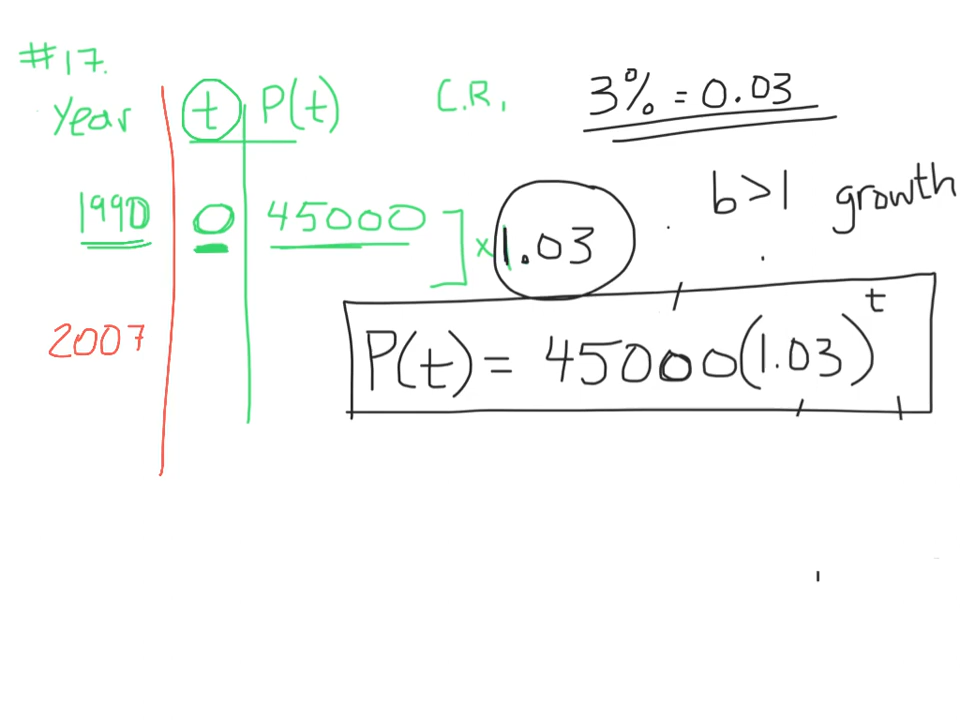 #17.
Year t P(t) C.R. 3% = 0.03
1990 0 45000 ×1.03 b>1 growth
2007
P(t) = 45000(1.03)^t